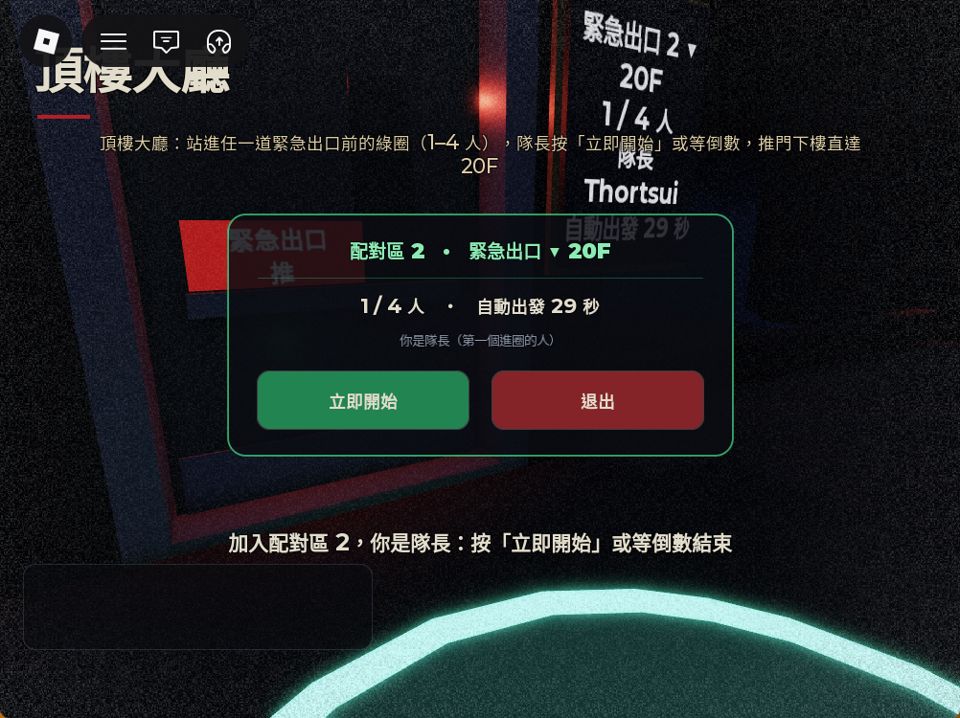 頂樓大廳
緊急出口 2 ▼
20F
1 / 4 人
隊長
Thortsui
自動出發 29 秒
頂樓大廳：站進任一道緊急出口前的綠圈（1–4 人），隊長按「立即開始」或等倒數，推門下樓直達
20F
緊急出口
推
配對區 2 • 緊急出口 ▼ 20F
1 / 4 人 • 自動出發 29 秒
你是隊長（第一個進圈的人）
立即開始
退出
加入配對區 2，你是隊長：按「立即開始」或等倒數結束